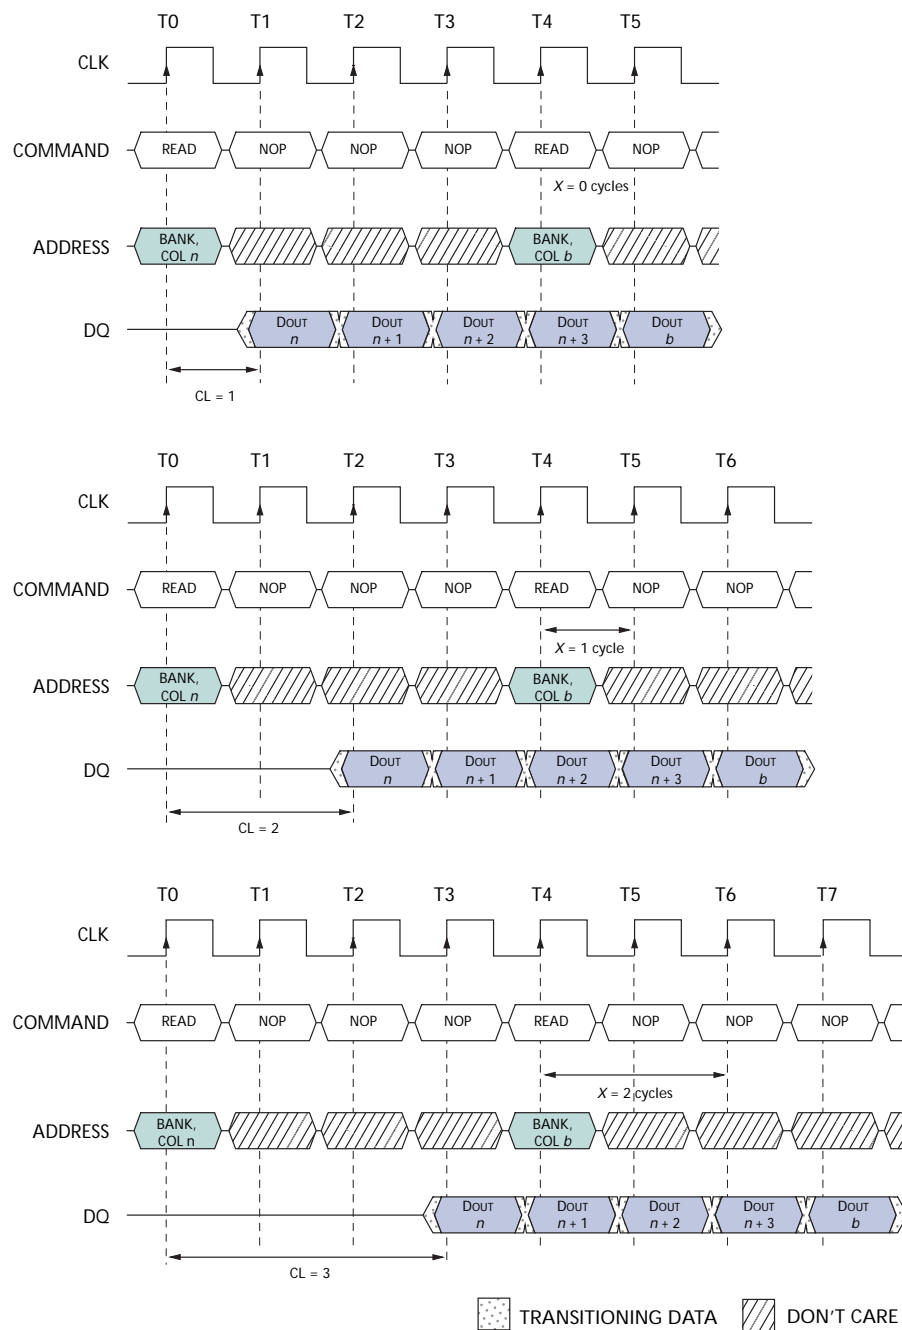 T0 T1 T2 T3 T4 T5
CLK
COMMAND READ NOP NOP NOP READ NOP
X = 0 cycles
ADDRESS BANK, COL n BANK, COL b
DQ DOUT n DOUT n + 1 DOUT n + 2 DOUT n + 3 DOUT b
CL = 1
T0 T1 T2 T3 T4 T5 T6
CLK
COMMAND READ NOP NOP NOP READ NOP NOP
X = 1 cycle
ADDRESS BANK, COL n BANK, COL b
DQ DOUT n DOUT n + 1 DOUT n + 2 DOUT n + 3 DOUT b
CL = 2
T0 T1 T2 T3 T4 T5 T6 T7
CLK
COMMAND READ NOP NOP NOP READ NOP NOP NOP
X = 2 cycles
ADDRESS BANK, COL n BANK, COL b
DQ DOUT n DOUT n + 1 DOUT n + 2 DOUT n + 3 DOUT b
CL = 3
TRANSITIONING DATA DON'T CARE